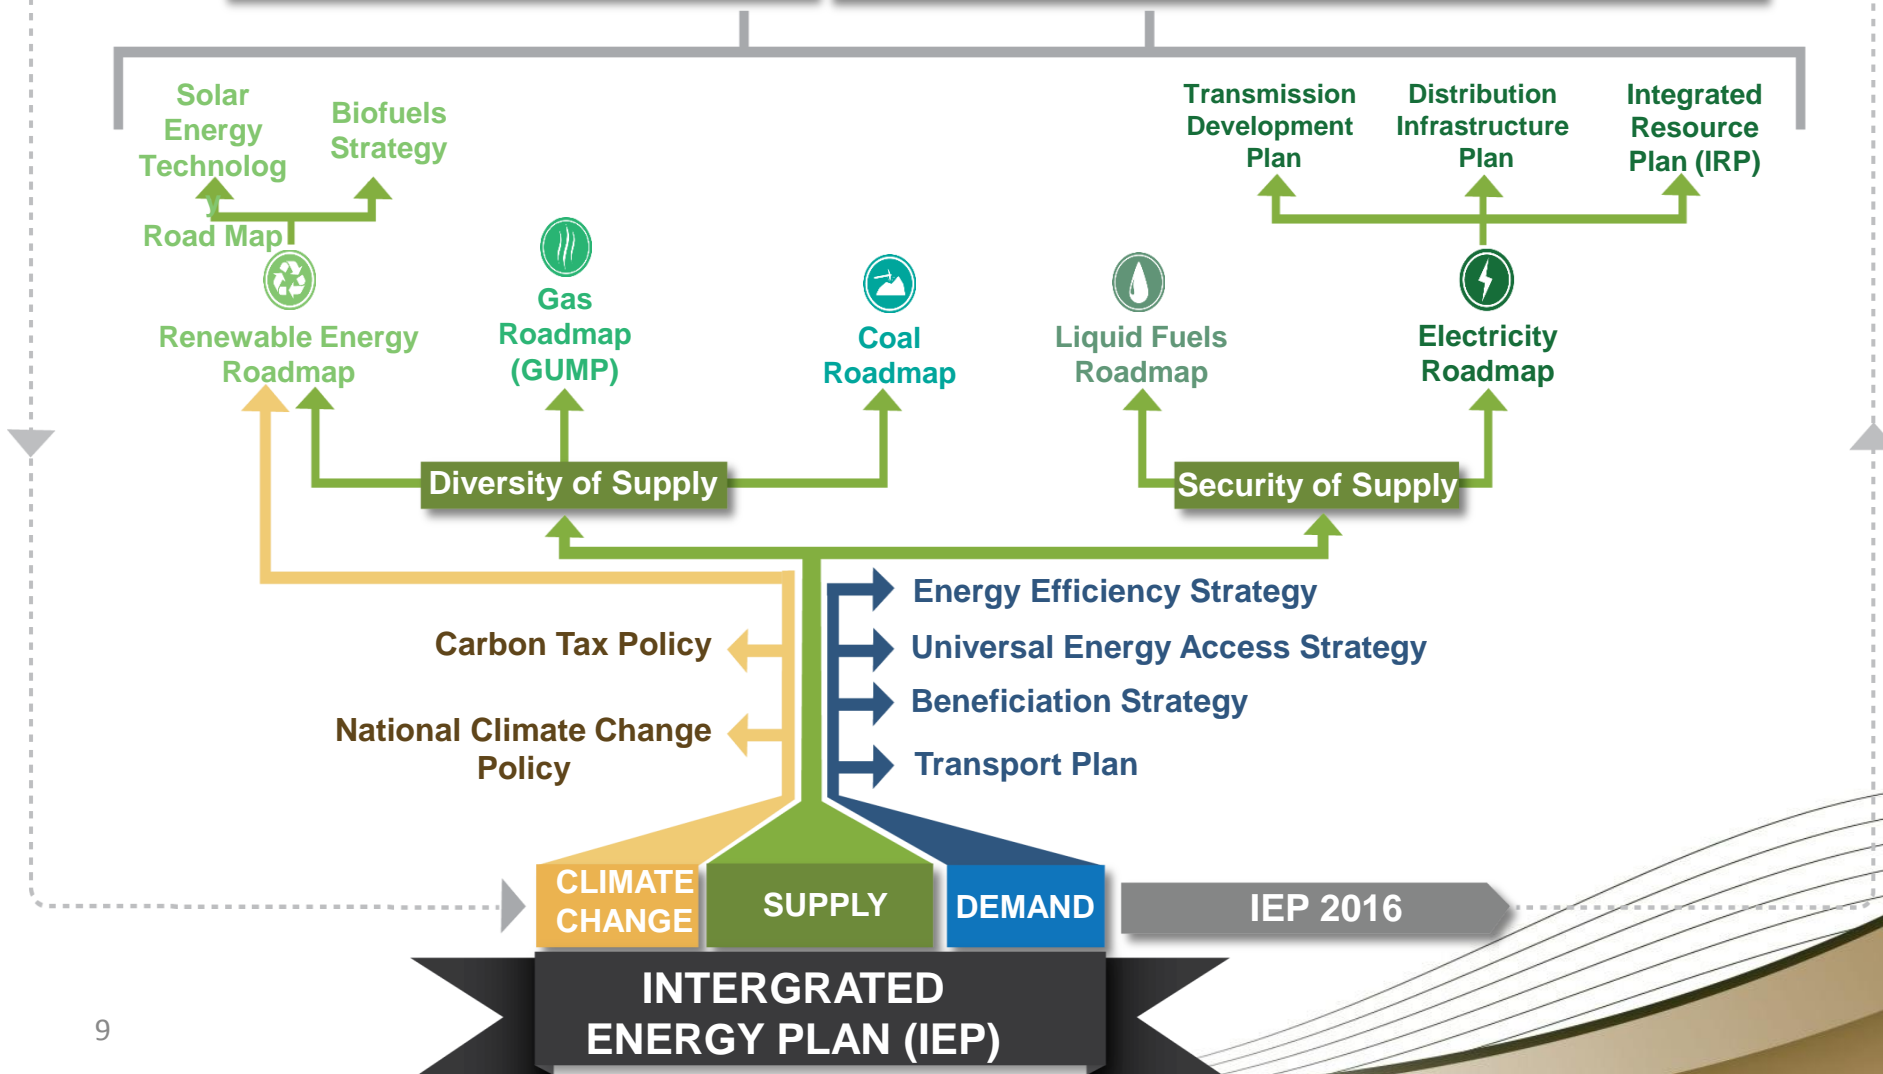 Solar
Energy
Technolog
y
Road Map
Biofuels
Strategy
Transmission
Development
Plan
Distribution
Infrastructure
Plan
Integrated
Resource
Plan (IRP)
Renewable Energy
Roadmap
Gas
Roadmap
(GUMP)
Coal
Roadmap
Liquid Fuels
Roadmap
Electricity
Roadmap
Diversity of Supply
Security of Supply
Carbon Tax Policy
National Climate Change
Policy
Energy Efficiency Strategy
Universal Energy Access Strategy
Beneficiation Strategy
Transport Plan
CLIMATE
CHANGE
SUPPLY
DEMAND
IEP 2016
INTERGRATED
ENERGY PLAN (IEP)
9